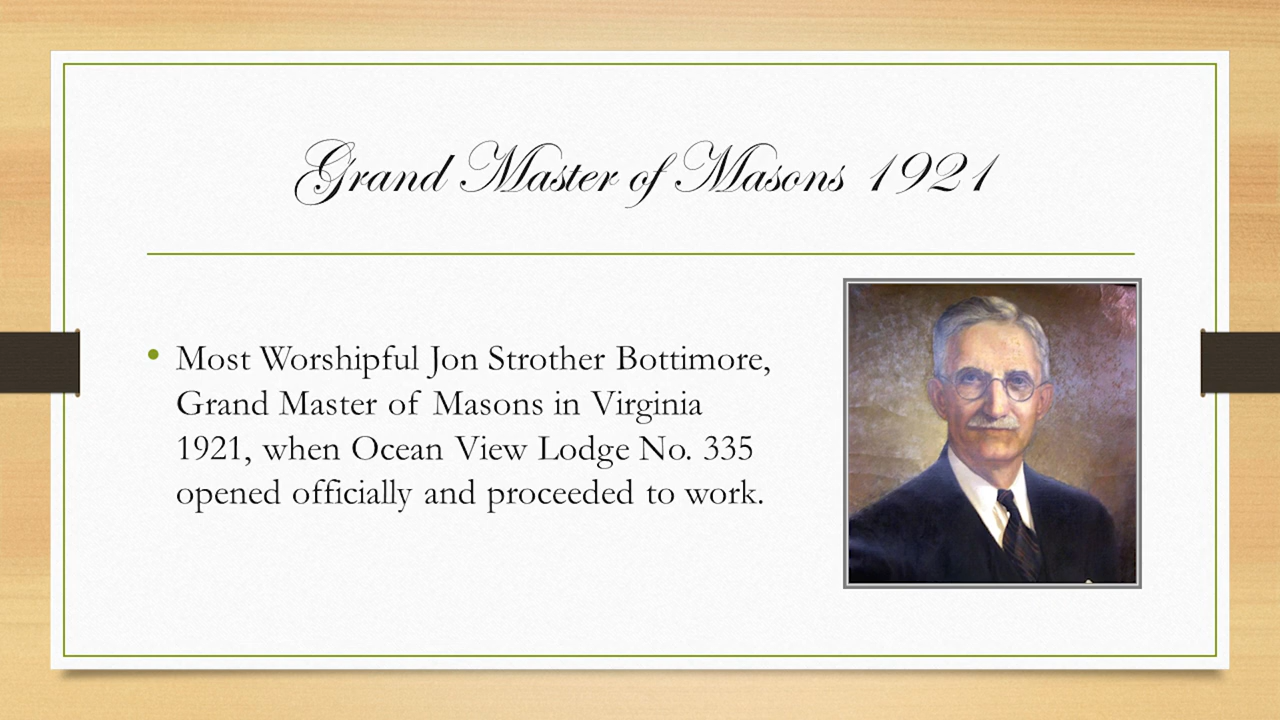 Grand Master of Masons 1921
• Most Worshipful Jon Strother Bottimore,
Grand Master of Masons in Virginia
1921, when Ocean View Lodge No. 335
opened officially and proceeded to work.